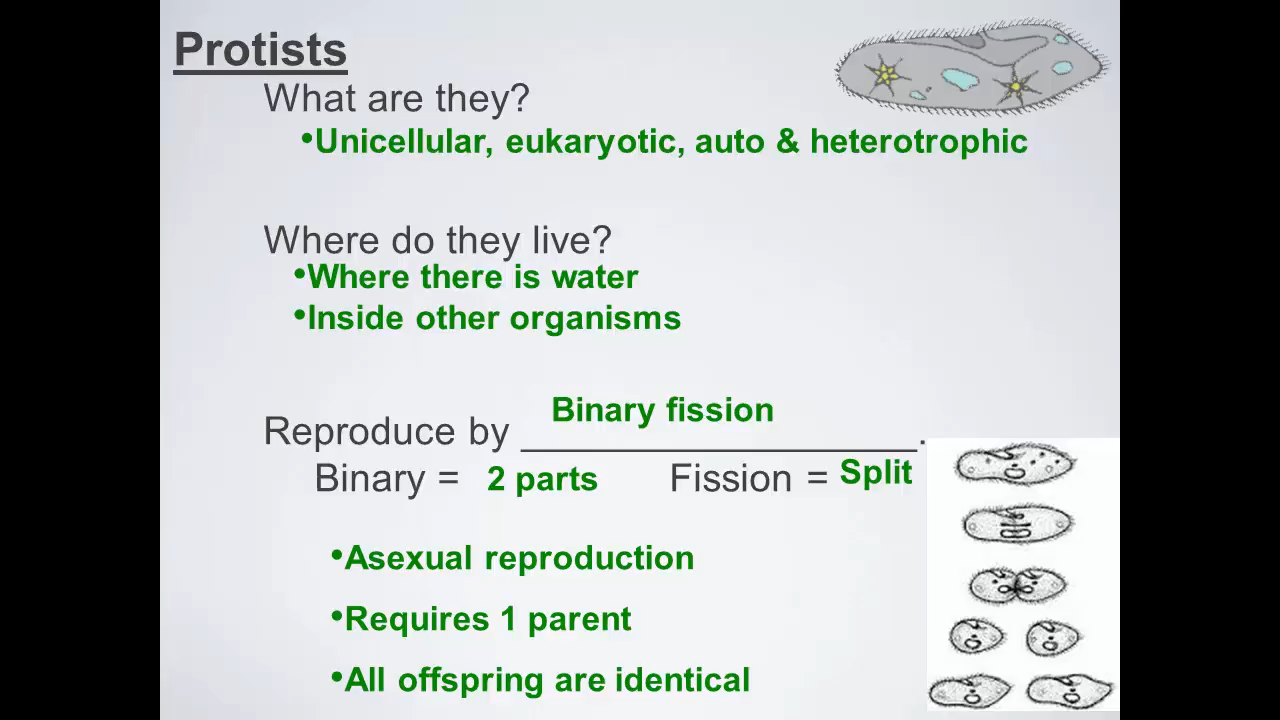 Protists
What are they?
•Unicellular, eukaryotic, auto & heterotrophic
Where do they live?
•Where there is water
•Inside other organisms
Binary fission
Reproduce by __________________.
Binary = 2 parts Fission = Split
•Asexual reproduction
•Requires 1 parent
•All offspring are identical